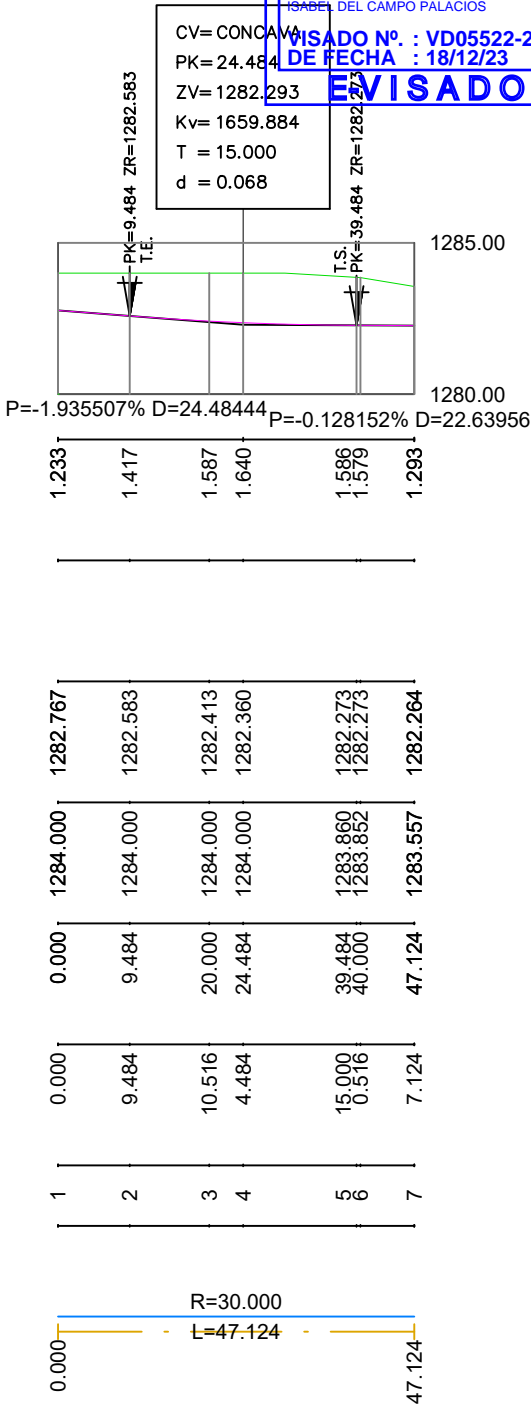 ISABEL DEL CAMPO PALACIOS
VISADO Nº. : VD05522-2
DE FECHA : 18/12/23
E-VISADO
CV= CONCAVA
PK= 24.484
ZV= 1282.293
Kv= 1659.884
T = 15.000
d = 0.068
PK=9.484 ZR=1282.583
T.E.
T.S.
PK=39.484 ZR=1282.273
1285.00
1280.00
P=-1.935507% D=24.48444
P=-0.128152% D=22.63956
1.233 1.417 1.587 1.640 1.586 1.579 1.293
1282.767 1282.583 1282.413 1282.360 1282.273 1282.273 1282.264
1284.000 1284.000 1284.000 1284.000 1283.860 1283.852 1283.557
0.000 9.484 20.000 24.484 39.484 40.000 47.124
0.000 9.484 10.516 4.484 15.000 0.516 7.124
1 2 3 4 5 6 7
R=30.000
L=47.124
0.000 47.124